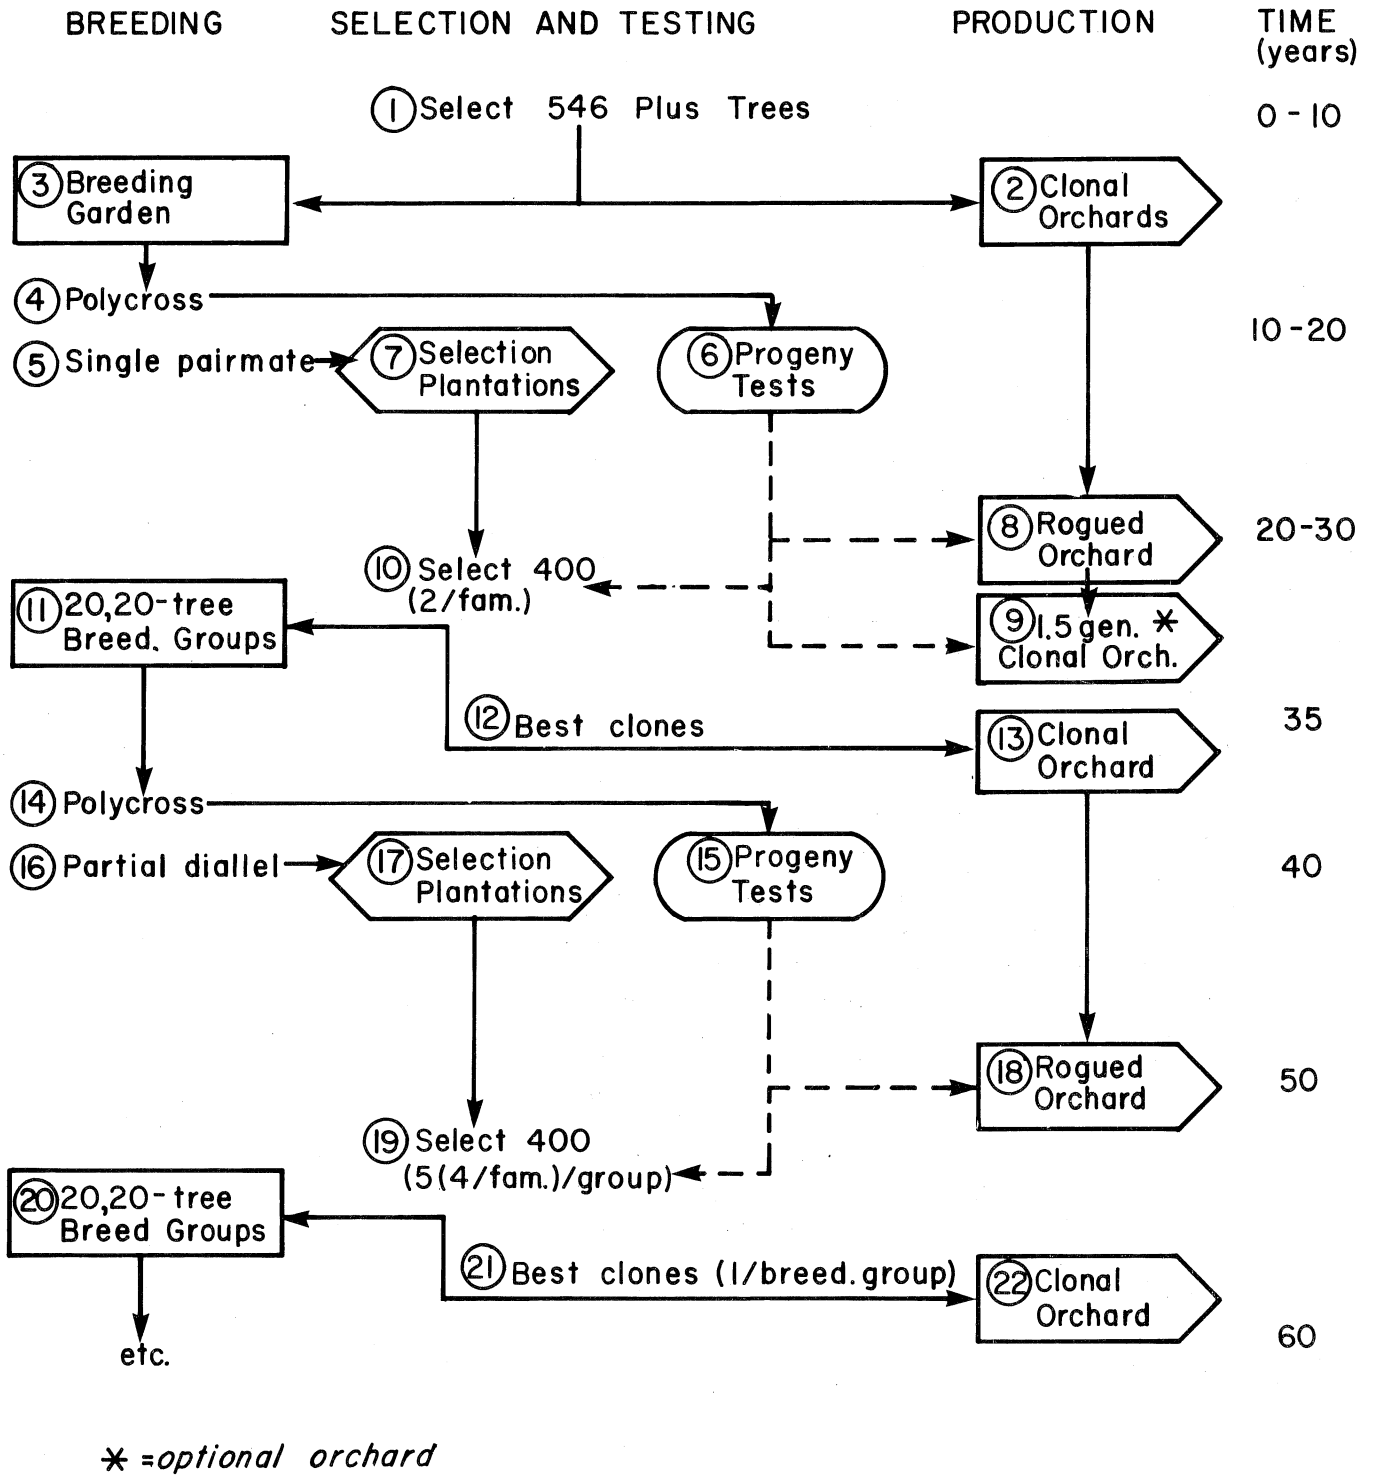 BREEDING SELECTION AND TESTING PRODUCTION TIME
(years)
① Select 546 Plus Trees 0-10
③ Breeding
Garden
② Clonal
Orchards
④ Polycross
10-20
⑤ Single pairmate
⑦ Selection
Plantations
⑥ Progeny
Tests
⑧ Rogued
Orchard
20-30
⑩ Select 400
(2/fam.)
⑪ 20,20-tree
Breed. Groups
⑨ 1.5 gen. *
Clonal Orch.
⑫ Best clones
⑬ Clonal
Orchard
35
⑭ Polycross
⑯ Partial diallel
⑰ Selection
Plantations
⑮ Progeny
Tests
40
⑱ Rogued
Orchard
50
⑲ Select 400
(5(4/fam.)/group)
⑳ 20,20-tree
Breed Groups
㉑ Best clones (1/breed. group)
㉒ Clonal
Orchard
60
etc.
* =optional orchard